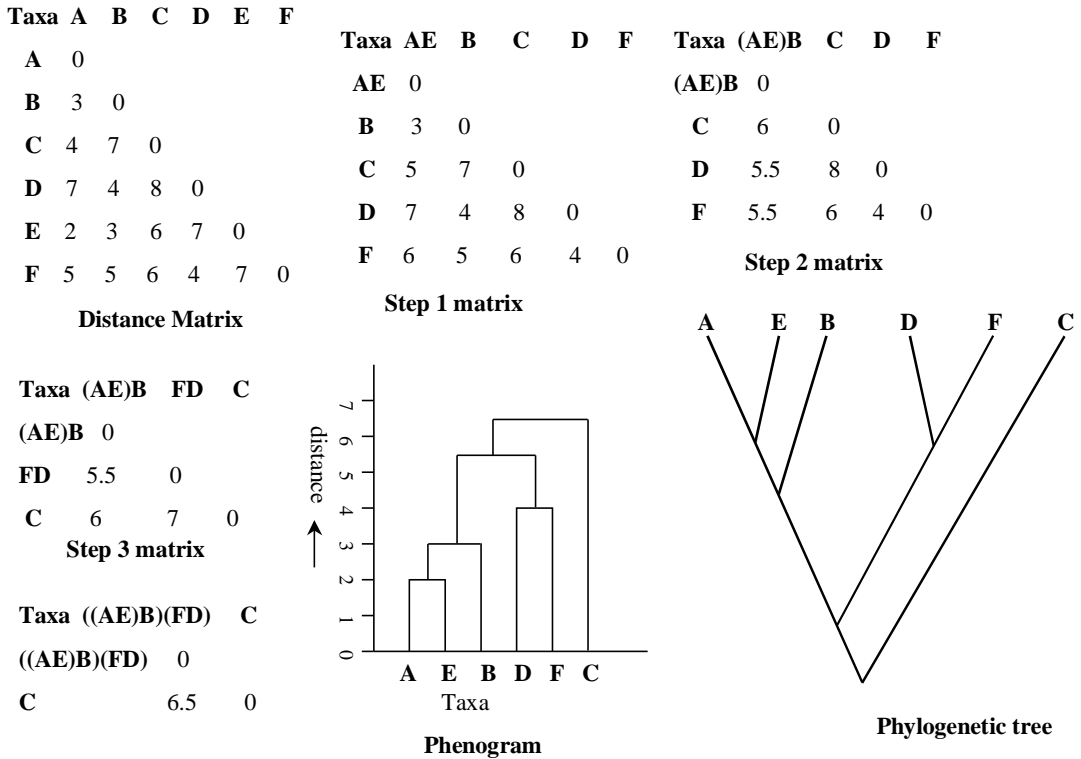 Taxa A B C D E F
A 0
B 3 0
C 4 7 0
D 7 4 8 0
E 2 3 6 7 0
F 5 5 6 4 7 0
Distance Matrix
Taxa AE B C D F
AE 0
B 3 0
C 5 7 0
D 7 4 8 0
F 6 5 6 4 0
Step 1 matrix
Taxa (AE)B C D F
(AE)B 0
C 6 0
D 5.5 8 0
F 5.5 6 4 0
Step 2 matrix
Taxa (AE)B FD C
(AE)B 0
FD 5.5 0
C 6 7 0
Step 3 matrix
Taxa ((AE)B)(FD) C
((AE)B)(FD) 0
C 6.5 0
distance
7
6
5
4
3
2
1
0
A E B D F C
Taxa
Phenogram
A E B D F C
Phylogenetic tree